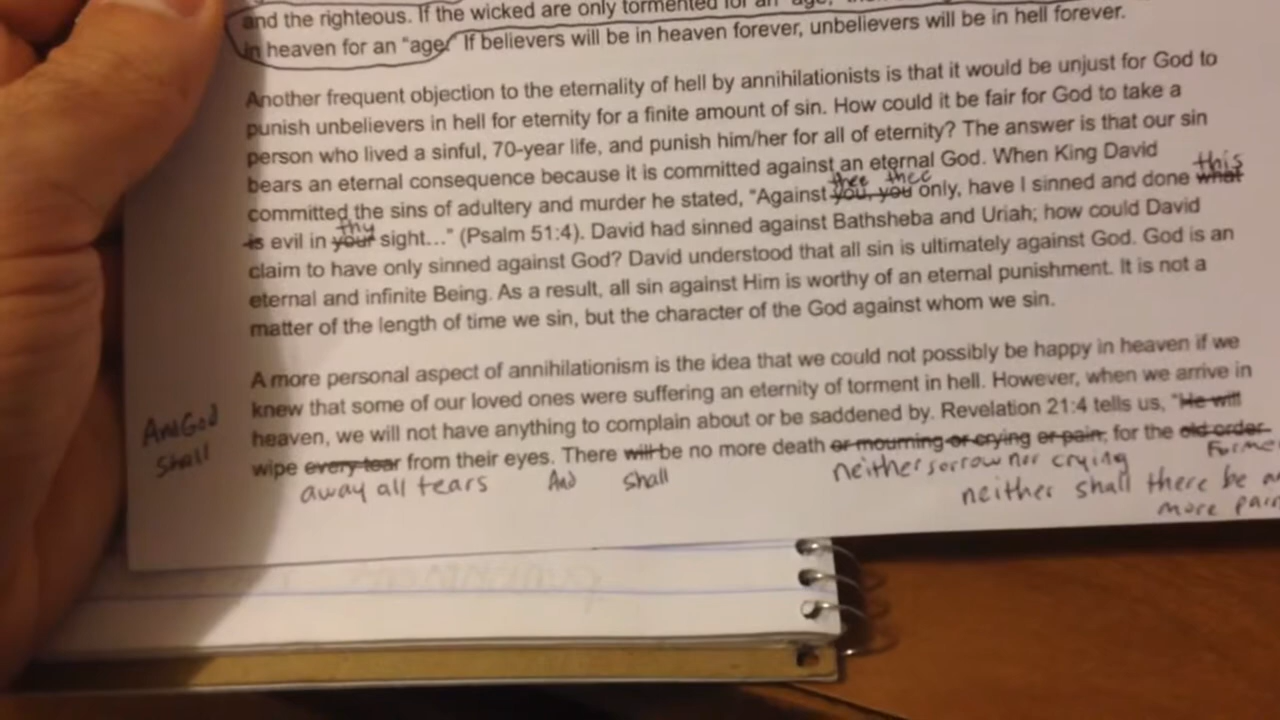 and the righteous. If the wicked are only tormented for an "age,"
in heaven for an "age." If believers will be in heaven forever, unbelievers will be in hell forever.
Another frequent objection to the eternality of hell by annihilationists is that it would be unjust for God to
punish unbelievers in hell for eternity for a finite amount of sin. How could it be fair for God to take a
person who lived a sinful, 70-year life, and punish him/her for all of eternity? The answer is that our sin
bears an eternal consequence because it is committed against an eternal God. When King David
thee thee this
committed the sins of adultery and murder he stated, "Against you, you only, have I sinned and done what
thy
is evil in your sight..." (Psalm 51:4). David had sinned against Bathsheba and Uriah; how could David
claim to have only sinned against God? David understood that all sin is ultimately against God. God is an
eternal and infinite Being. As a result, all sin against Him is worthy of an eternal punishment. It is not a
matter of the length of time we sin, but the character of the God against whom we sin.
A more personal aspect of annihilationism is the idea that we could not possibly be happy in heaven if we
knew that some of our loved ones were suffering an eternity of torment in hell. However, when we arrive in
heaven, we will not have anything to complain about or be saddened by. Revelation 21:4 tells us, "He will
And God
shall
wipe every tear from their eyes. There will be no more death or mourning or crying or pain, for the old order
away all tears And shall neither sorrow nor crying
neither shall there be
more